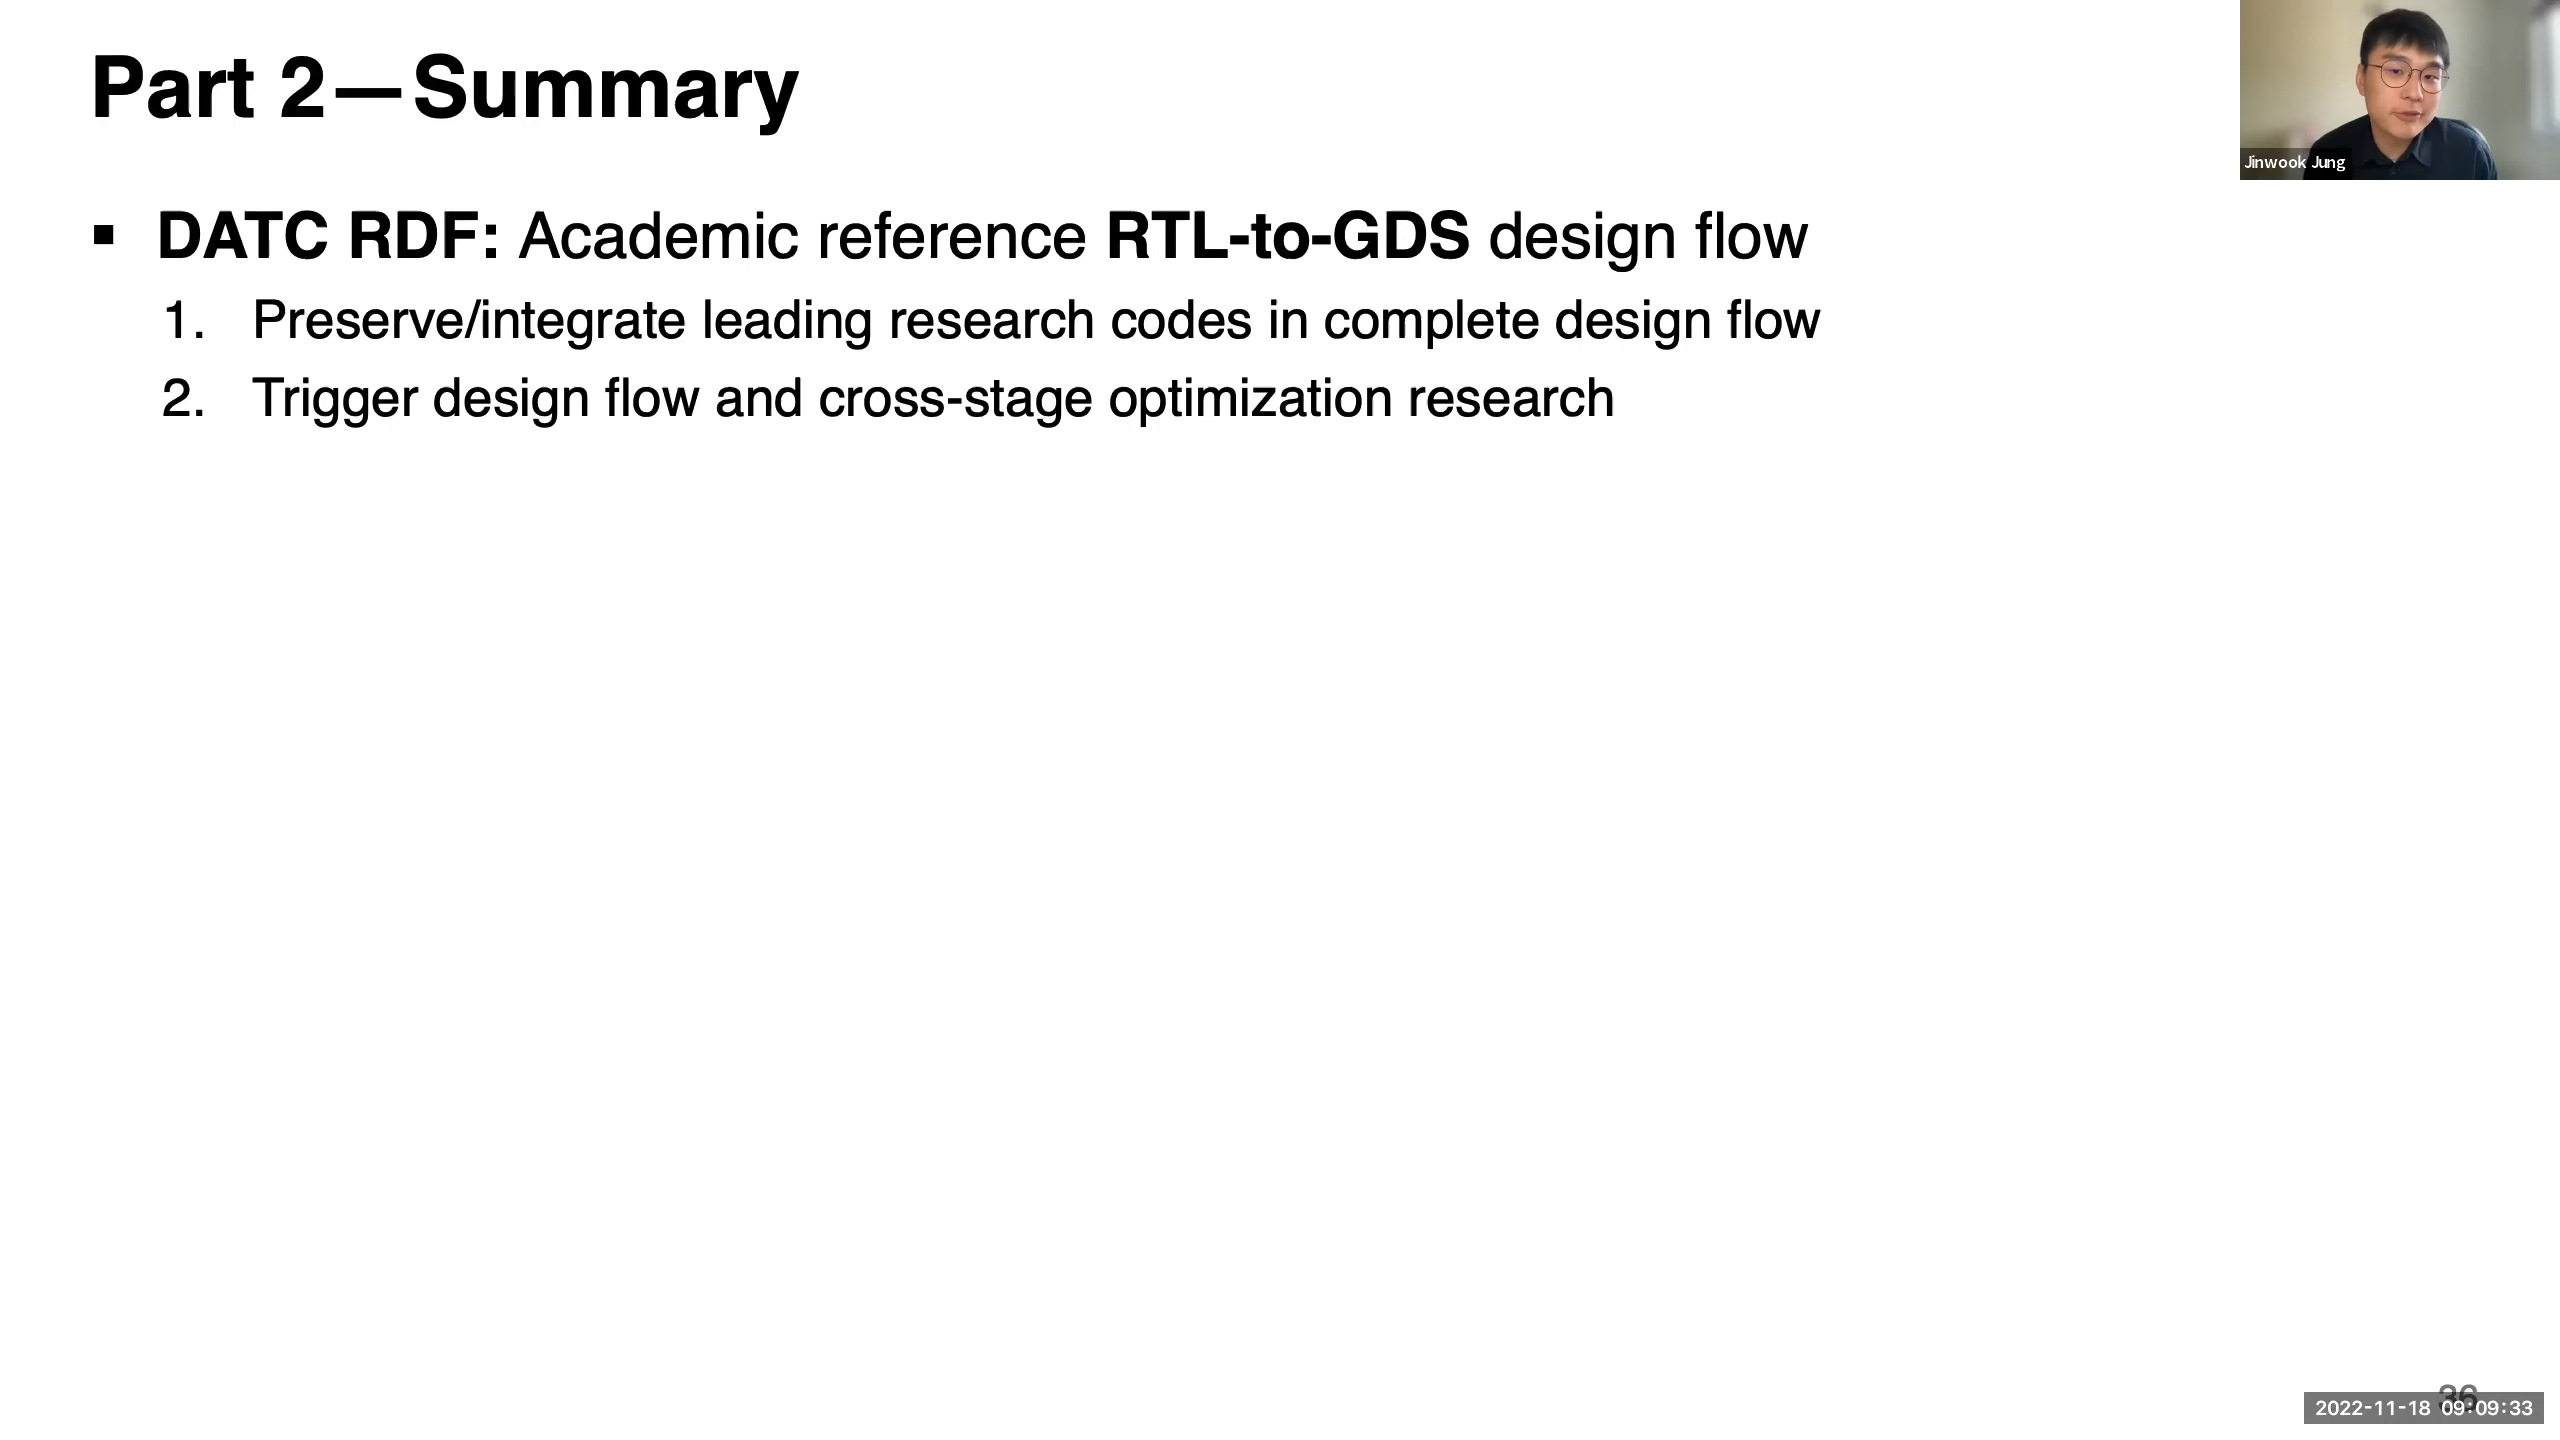 Part 2—Summary
Jinwook Jung
▪ DATC RDF: Academic reference RTL-to-GDS design flow
1. Preserve/integrate leading research codes in complete design flow
2. Trigger design flow and cross-stage optimization research
36
2022-11-18 09:09:33